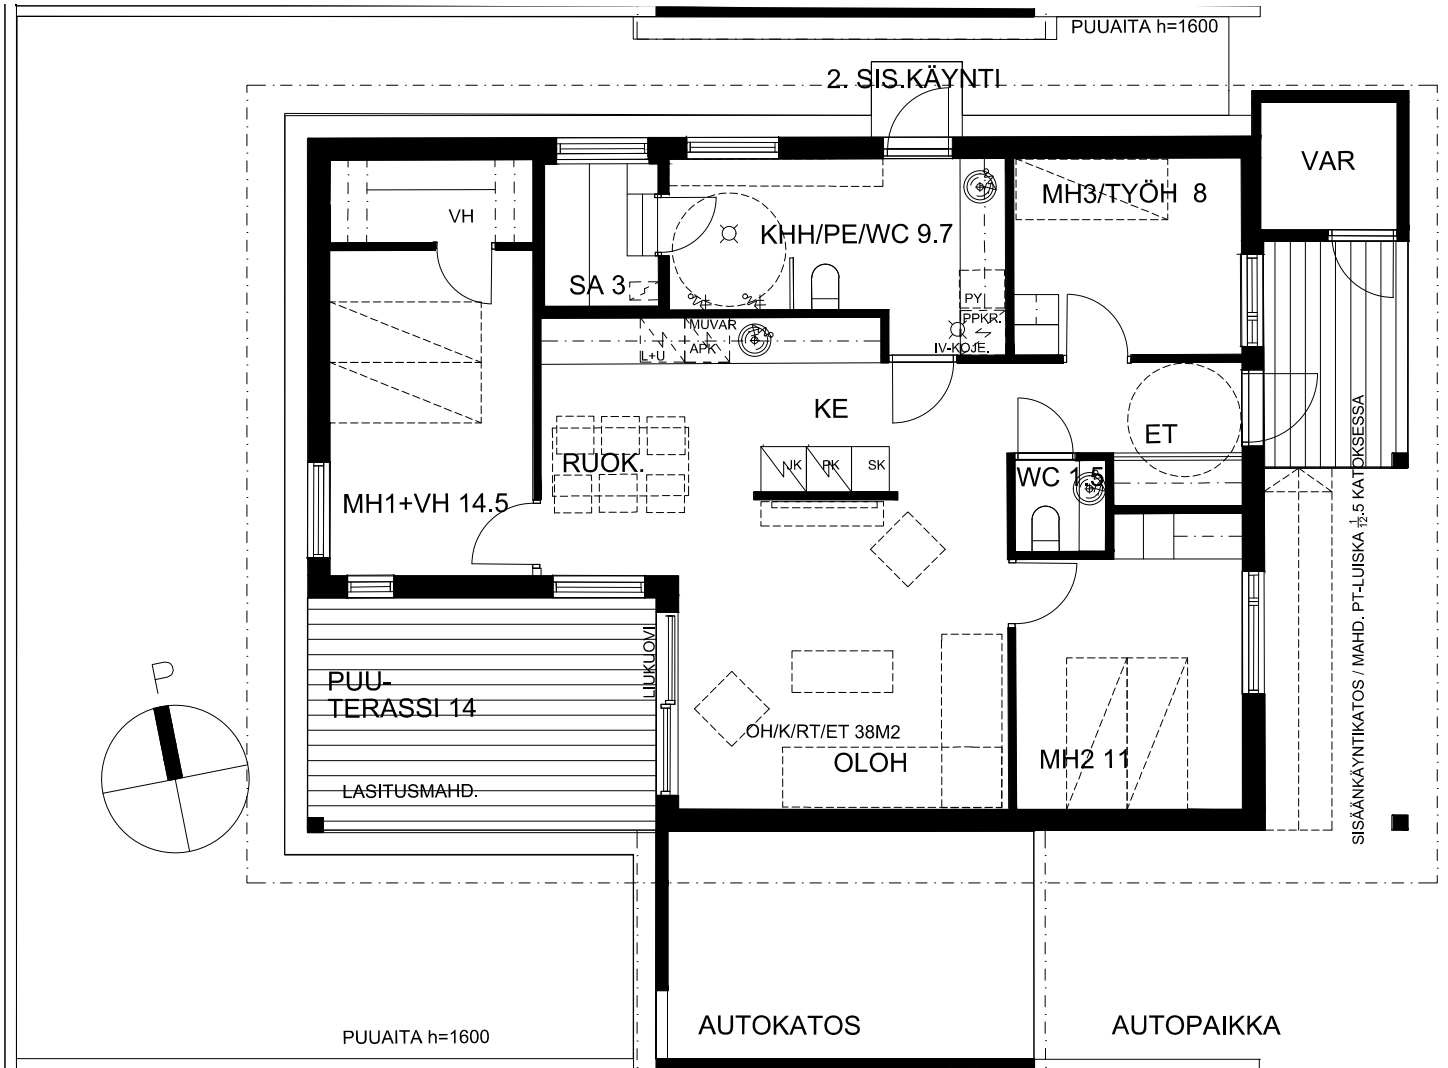 PUUAITA h=1600
2. SIS.KÄYNTI
VAR
MH3/TYÖH 8
VH
KHH/PE/WC 9.7
SA 3
PY
PPKR.
IV-KOJE.
MUVAR
L+U
APK
KE
ET
RUOK.
JK
PK
SK
WC 1.5
MH1+VH 14.5
SISÄÄNKÄYNTIKATOS / MAHD. PT-LUISKA 1/12.5 KATOKSESSA
LIUKUOVI
P
PUU-
TERASSI 14
OH/K/RT/ET 38M2
OLOH
MH2 11
LASITUSMAHD.
AUTOKATOS
AUTOPAIKKA
PUUAITA h=1600